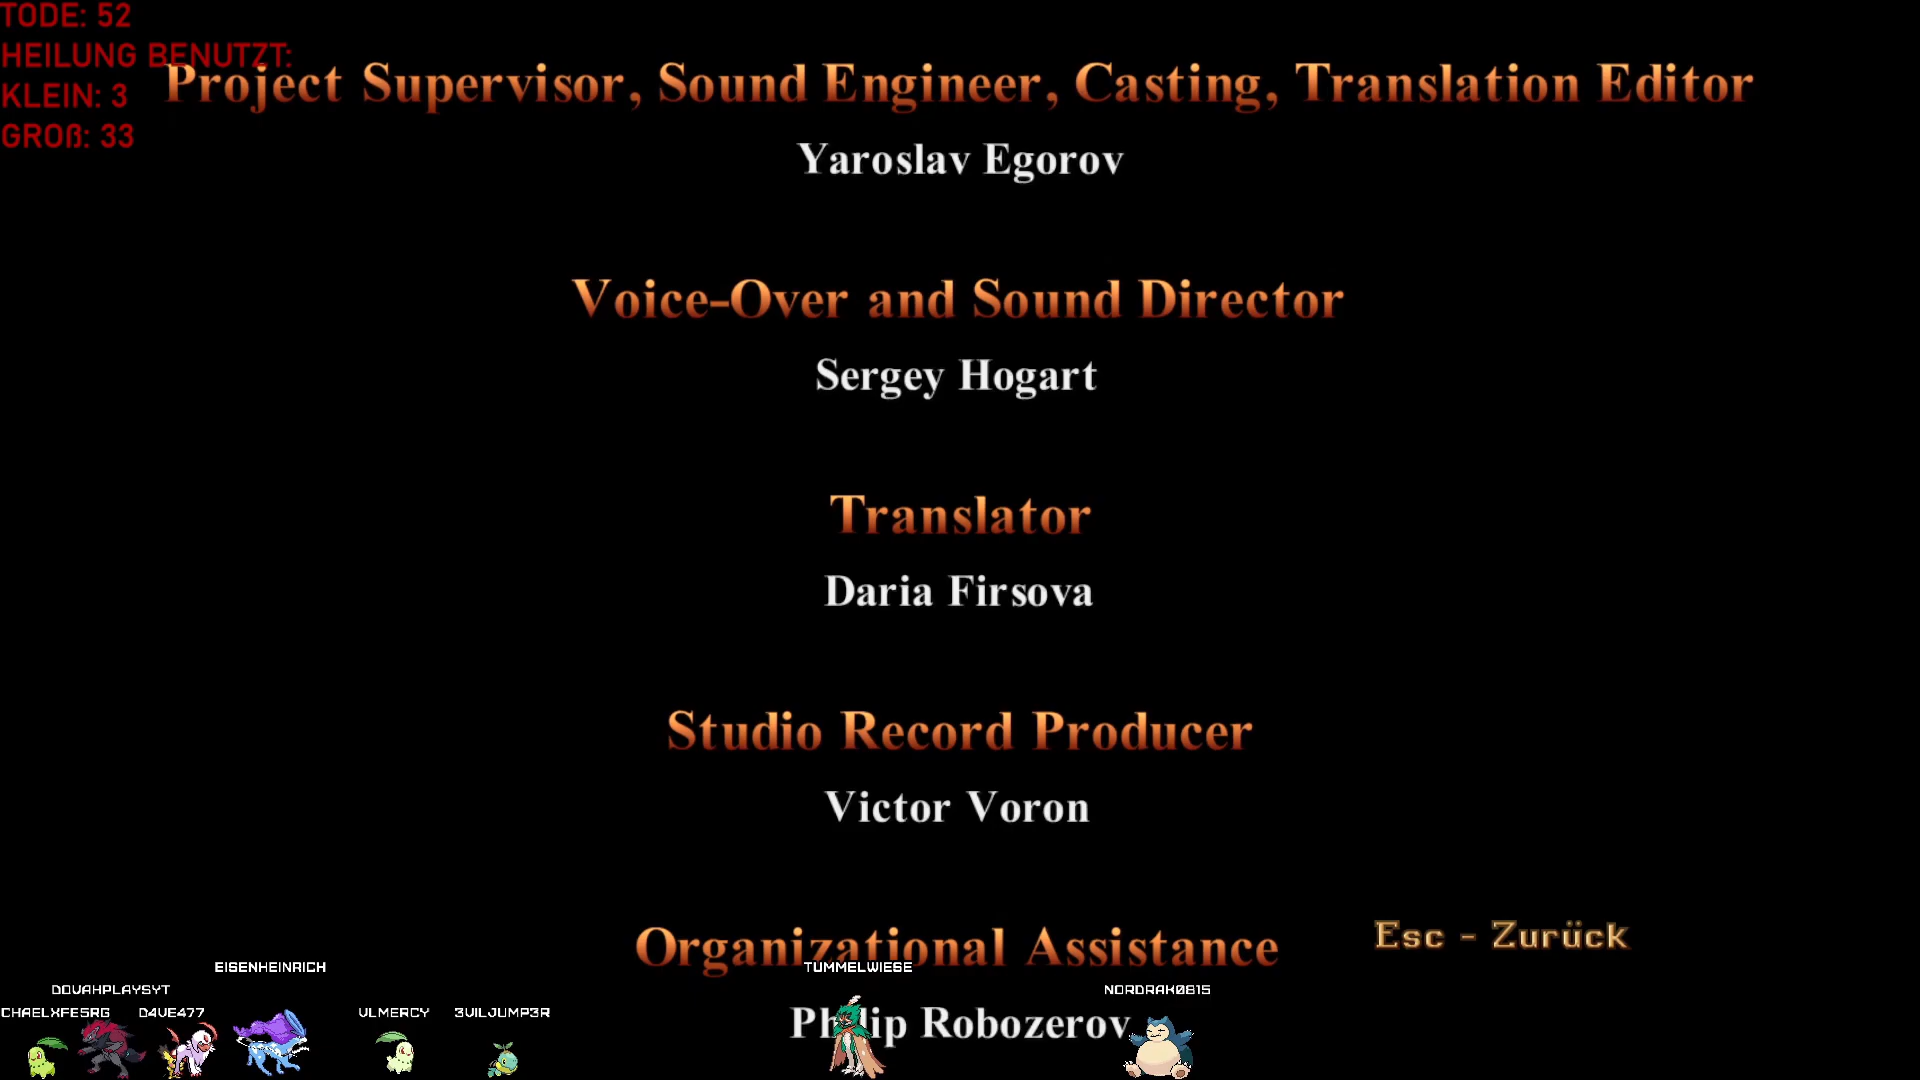 TODE: 52
HEILUNG BENUTZT:
KLEIN: 3
GROß: 33
Project Supervisor, Sound Engineer, Casting, Translation Editor
Yaroslav Egorov
Voice-Over and Sound Director
Sergey Hogart
Translator
Daria Firsova
Studio Record Producer
Victor Voron
Organizational Assistance
Esc - Zurück
Philip Robozerov
EISENHEINRICH
TUMMELWIESE
DOVAHPLAYSYT
NORDRAK0815
CHAELXFESRG
D4VE477
VLMERCY
3VILJUMP3R